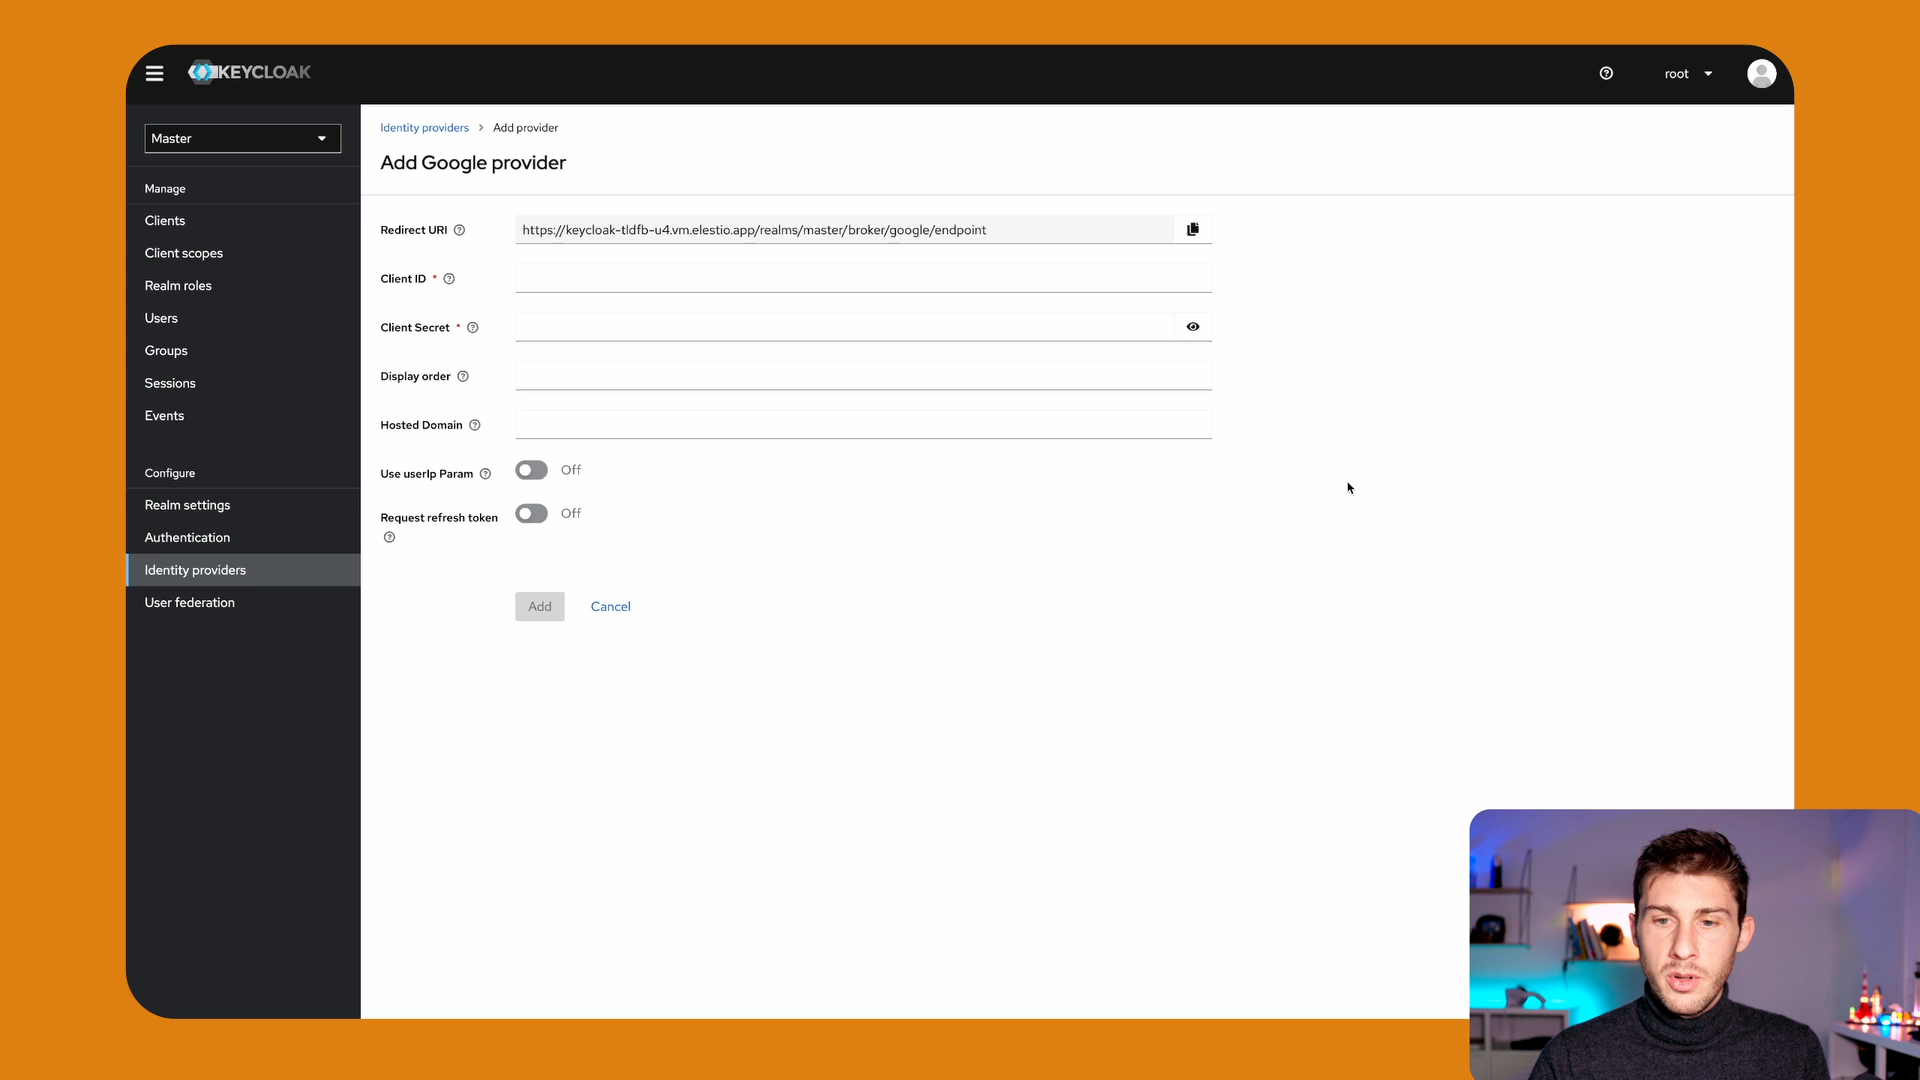 KEYCLOAK
root
Master
Manage
Clients
Client scopes
Realm roles
Users
Groups
Sessions
Events
Configure
Realm settings
Authentication
Identity providers
User federation
Identity providers > Add provider
Add Google provider
Redirect URI
https://keycloak-tldfb-u4.vm.elestio.app/realms/master/broker/google/endpoint
Client ID *
Client Secret *
Display order
Hosted Domain
Use userIp Param
Off
Request refresh token
Off
Add
Cancel